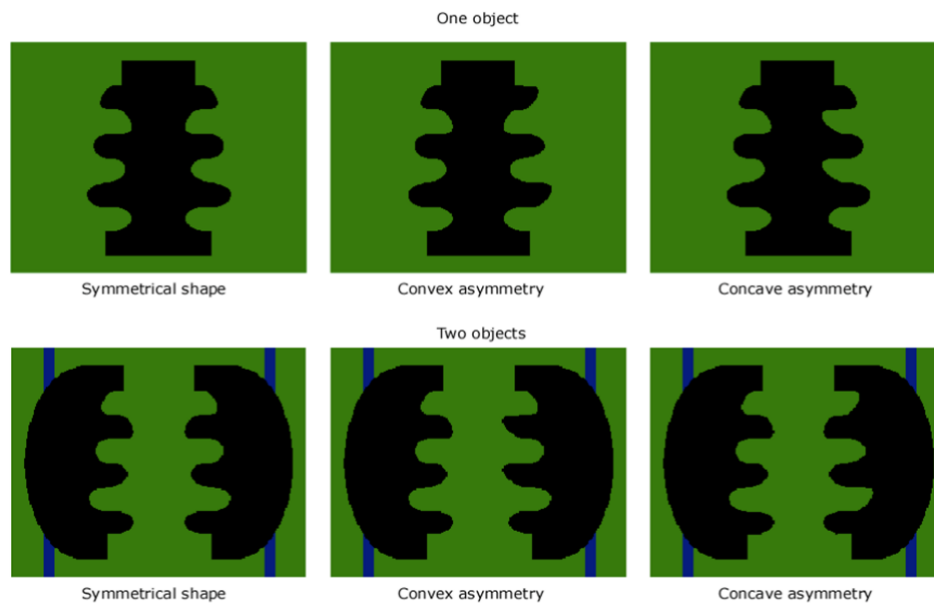 One object
Symmetrical shape
Convex asymmetry
Concave asymmetry
Two objects
Symmetrical shape
Convex asymmetry
Concave asymmetry